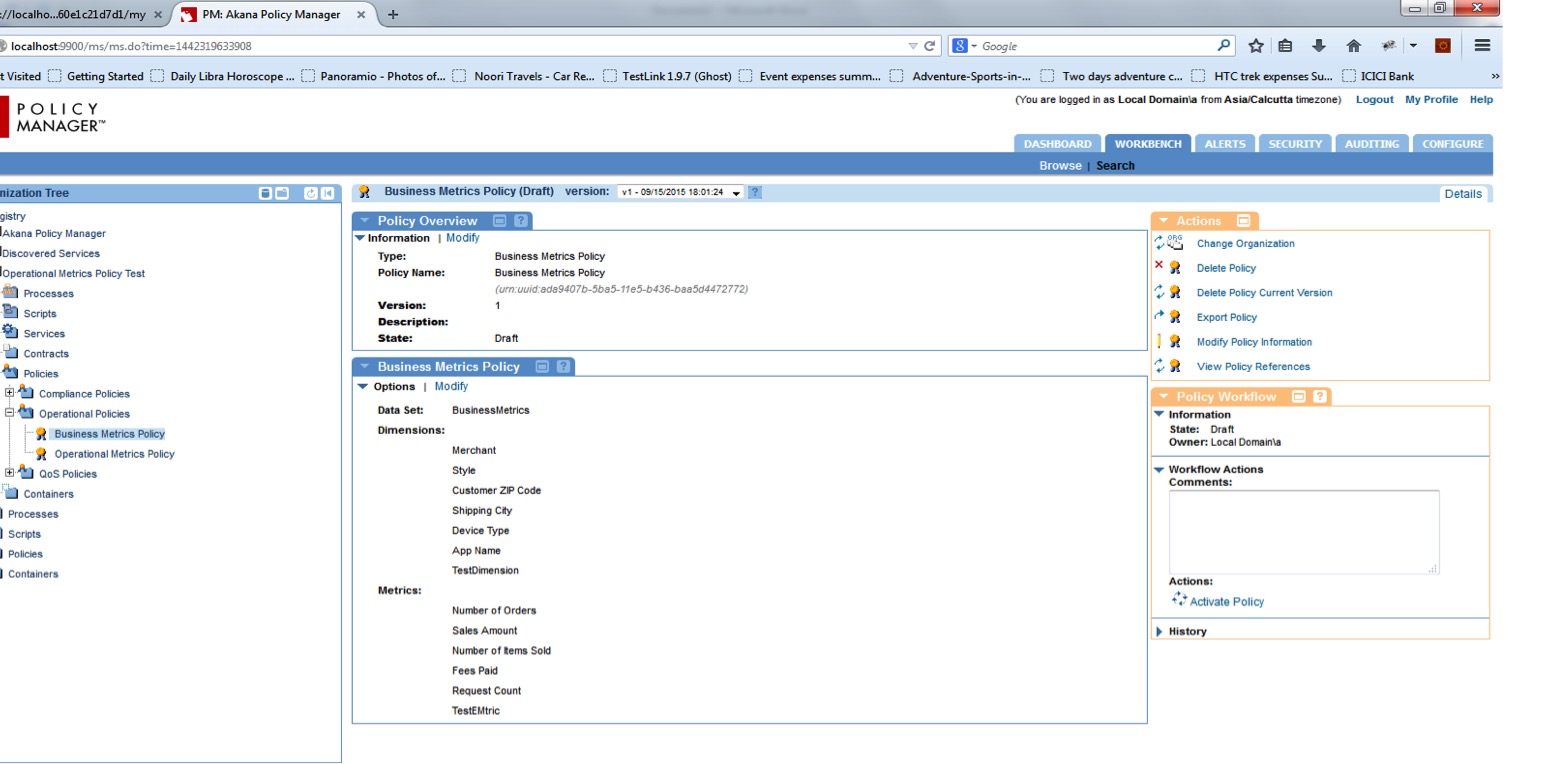 ://localho...60e1c21d7d1/my
PM: Akana Policy Manager
localhost:9900/ms/ms.do?time=1442319633908
Google
t Visited Getting Started Daily Libra Horoscope ... Panoramio - Photos of... Noori Travels - Car Re... TestLink 1.9.7 (Ghost) Event expenses summ... Adventure-Sports-in-... Two days adventure c... HTC trek expenses Su... ICICI Bank »
POLICY
MANAGER™
(You are logged in as Local Domain\a from Asia/Calcutta timezone) Logout My Profile Help
DASHBOARD WORKBENCH ALERTS SECURITY AUDITING CONFIGURE
Browse | Search
nization Tree
gistry
Akana Policy Manager
Discovered Services
Operational Metrics Policy Test
Processes
Scripts
Services
Contracts
Policies
Compliance Policies
Operational Policies
Business Metrics Policy
Operational Metrics Policy
QoS Policies
Containers
Processes
Scripts
Policies
Containers
Business Metrics Policy (Draft) version: v1 - 09/15/2015 18:01:24 ?
Details
Policy Overview ?
Information | Modify
Type: Business Metrics Policy
Policy Name: Business Metrics Policy
(urn:uuid:ada9407b-5ba5-11e5-b436-baa5d4472772)
Version: 1
Description:
State: Draft
Business Metrics Policy ?
Options | Modify
Data Set: BusinessMetrics
Dimensions:
Merchant
Style
Customer ZIP Code
Shipping City
Device Type
App Name
TestDimension
Metrics:
Number of Orders
Sales Amount
Number of Items Sold
Fees Paid
Request Count
TestEMtric
Actions
ORG
Change Organization
Delete Policy
Delete Policy Current Version
Export Policy
Modify Policy Information
View Policy References
Policy Workflow ?
Information
State: Draft
Owner: Local Domain\a
Workflow Actions
Comments:
Actions:
Activate Policy
History